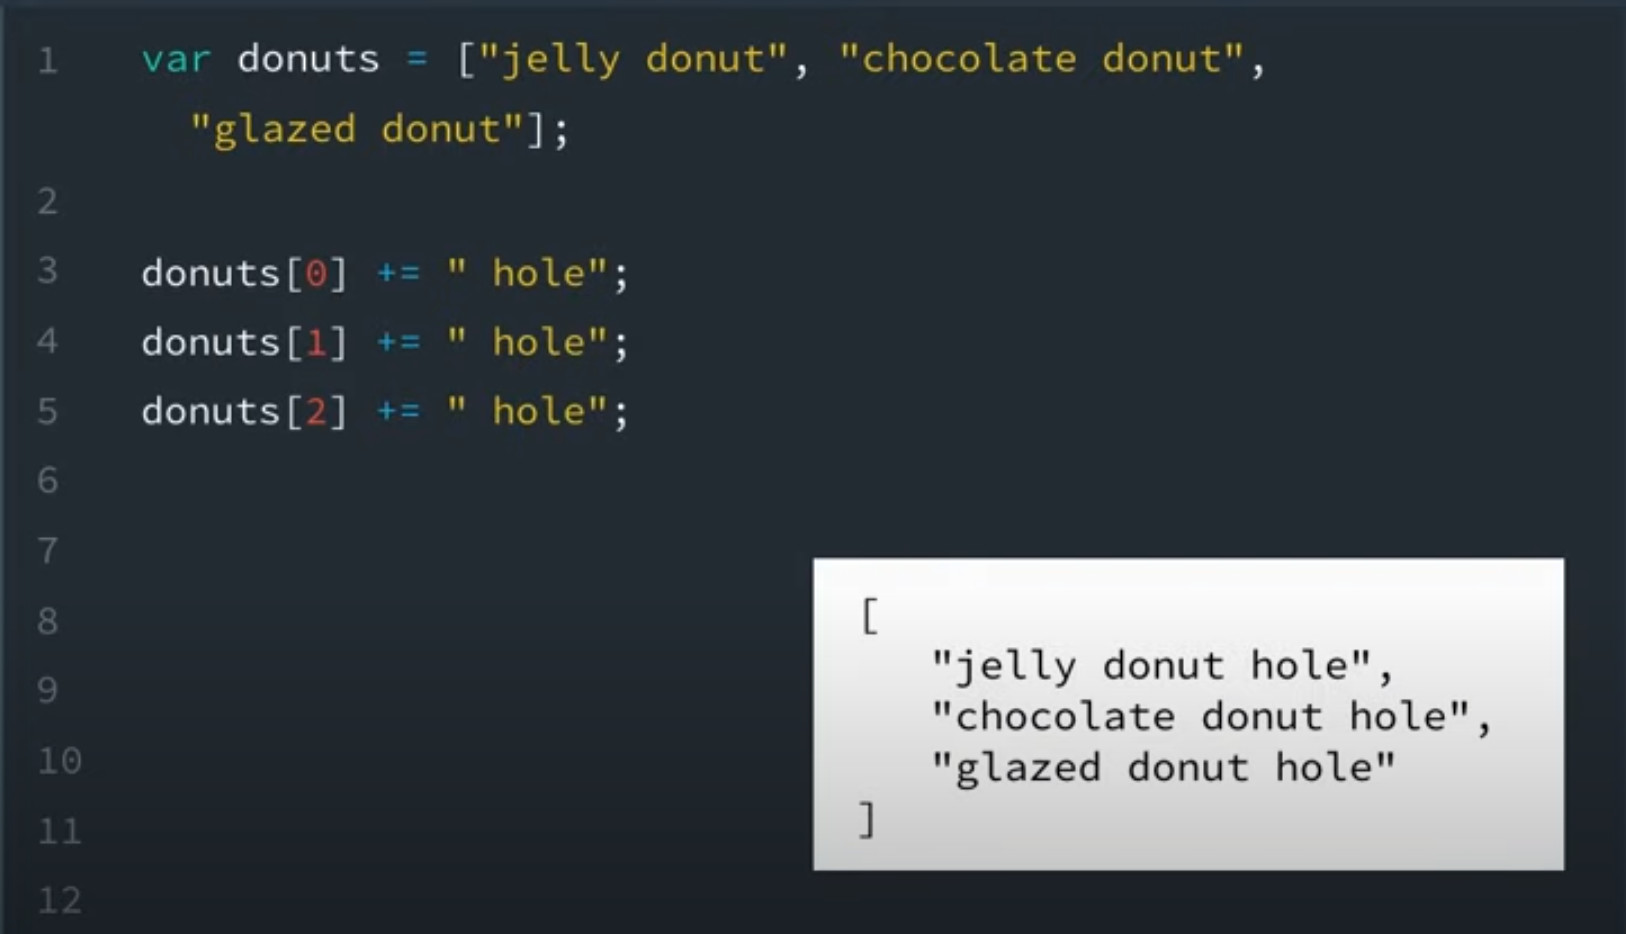 1 var donuts = ["jelly donut", "chocolate donut",
"glazed donut"];
2
3 donuts[0] += " hole";
4 donuts[1] += " hole";
5 donuts[2] += " hole";
6
7
8
9
10
11
12
[
"jelly donut hole",
"chocolate donut hole",
"glazed donut hole"
]